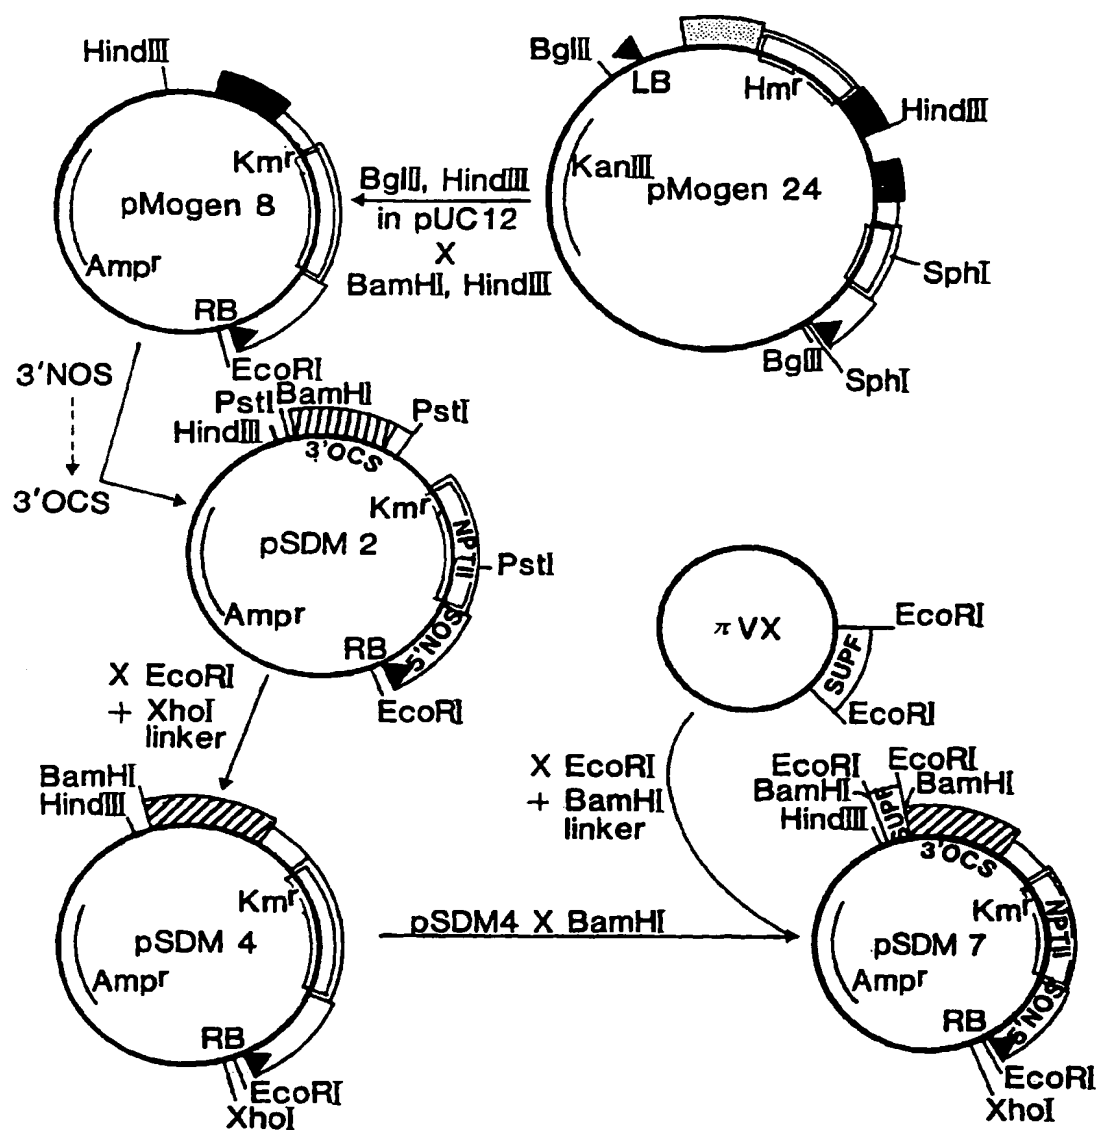 HindIII
Kmr
pMogen 8
Ampr
RB
EcoRI
BglII, HindIII
in pUC12
X
BamHI, HindIII
BglII
LB
Hmr
HindIII
KanIII
pMogen 24
SphI
BglII
SphI
3'NOS
3'OCS
PstI
BamHI
PstI
HindIII
3'OCS
Kmr
NPTII
pSDM 2
PstI
Ampr
5'NOS
RB
EcoRI
X EcoRI
+ XhoI
linker
πVX
EcoRI
SUPF
EcoRI
X EcoRI
+ BamHI
linker
BamHI
HindIII
Kmr
pSDM 4
Ampr
RB
EcoRI
XhoI
pSDM4 X BamHI
EcoRI
EcoRI
BamHI
BamHI
HindIII
SUPF
3'OCS
Kmr
NPTII
pSDM 7
Ampr
5'NOS
RB
EcoRI
XhoI